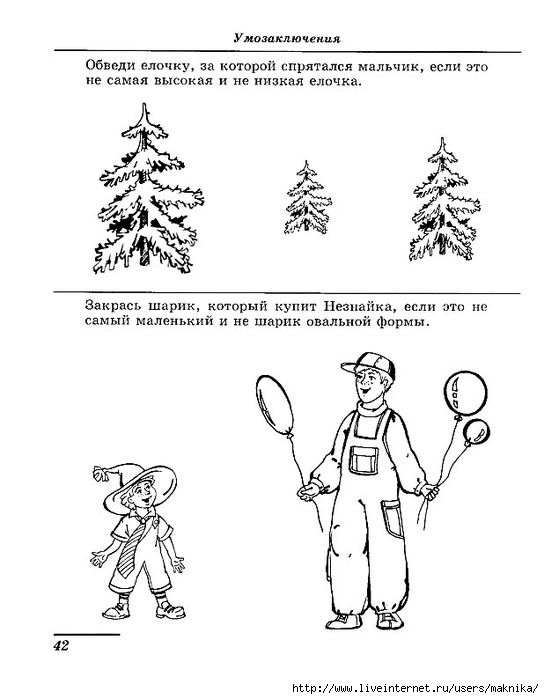 Умозаключения
Обведи елочку, за которой спрятался мальчик, если это
не самая высокая и не низкая елочка.
Закрась шарик, который купит Незнайка, если это не
самый маленький и не шарик овальной формы.
42
http://www.liveinternet.ru/users/maknika/